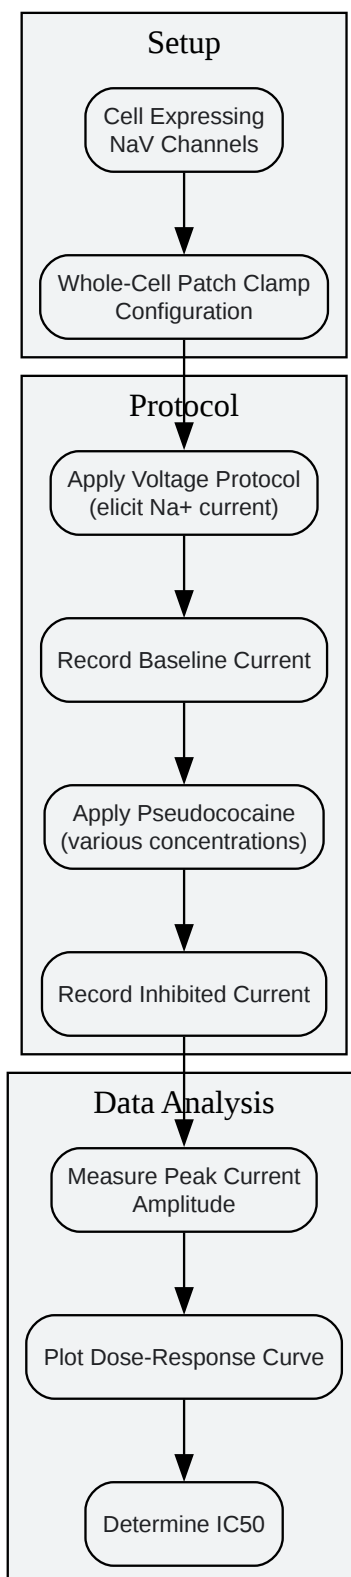 Setup
Cell Expressing
NaV Channels
Whole-Cell Patch Clamp
Configuration
Protocol
Apply Voltage Protocol
(elicit Na+ current)
Record Baseline Current
Apply Pseudococaine
(various concentrations)
Record Inhibited Current
Data Analysis
Measure Peak Current
Amplitude
Plot Dose-Response Curve
Determine IC50